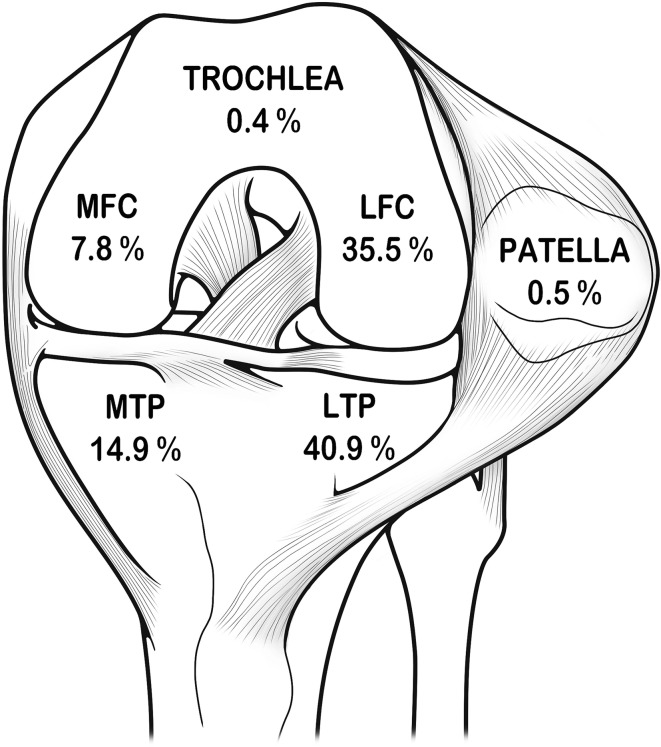 TROCHLEA
0.4 %
MFC
7.8 %
LFC
35.5 %
PATELLA
0.5 %
MTP
14.9 %
LTP
40.9 %